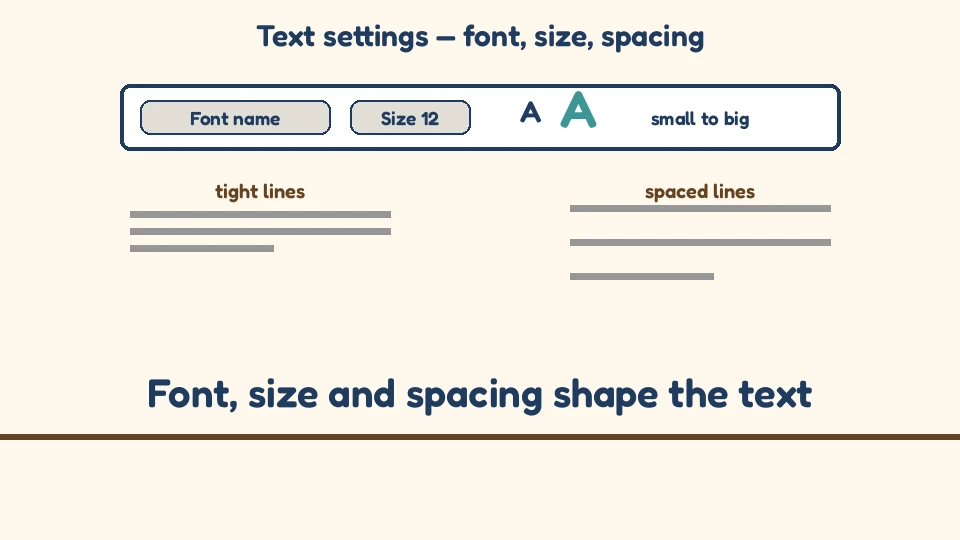 Text settings — font, size, spacing
Font name
Size 12
A A
small to big
tight lines
spaced lines
Font, size and spacing shape the text